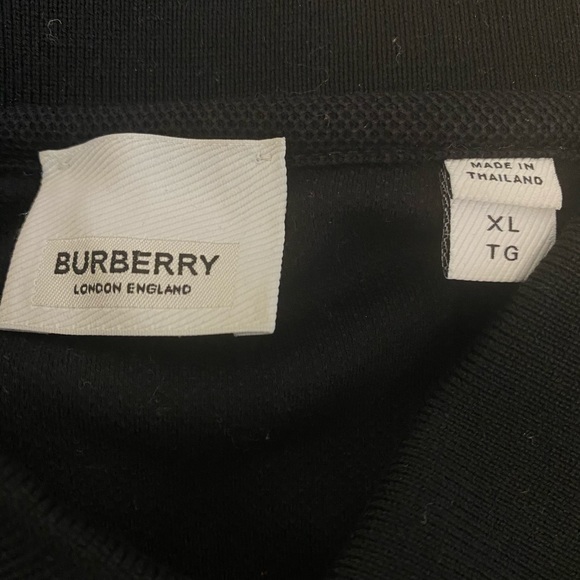 BURBERRY
LONDON ENGLAND
MADE IN
THAILAND
XL
TG